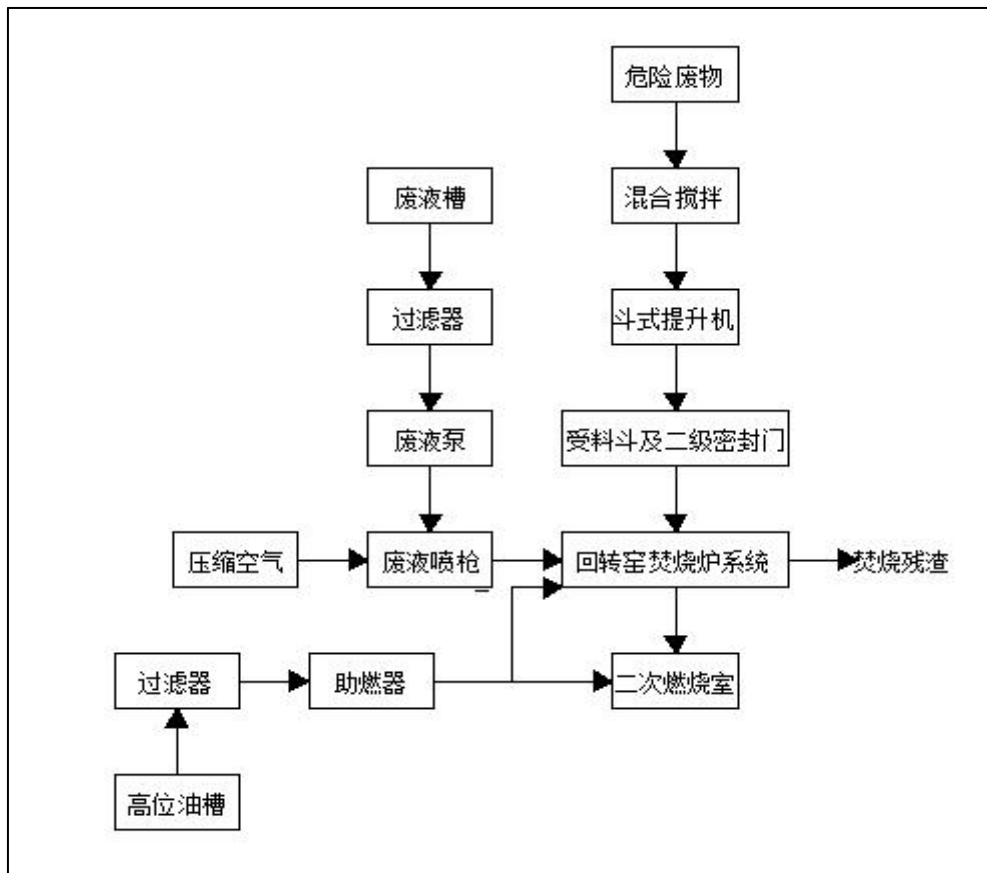 危险废物
废液槽
混合搅拌
过滤器
斗式提升机
废液泵
受料斗及二级密封门
压缩空气
废液喷枪
回转窑焚烧炉系统
焚烧残渣
过滤器
助燃器
二次燃烧室
高位油槽